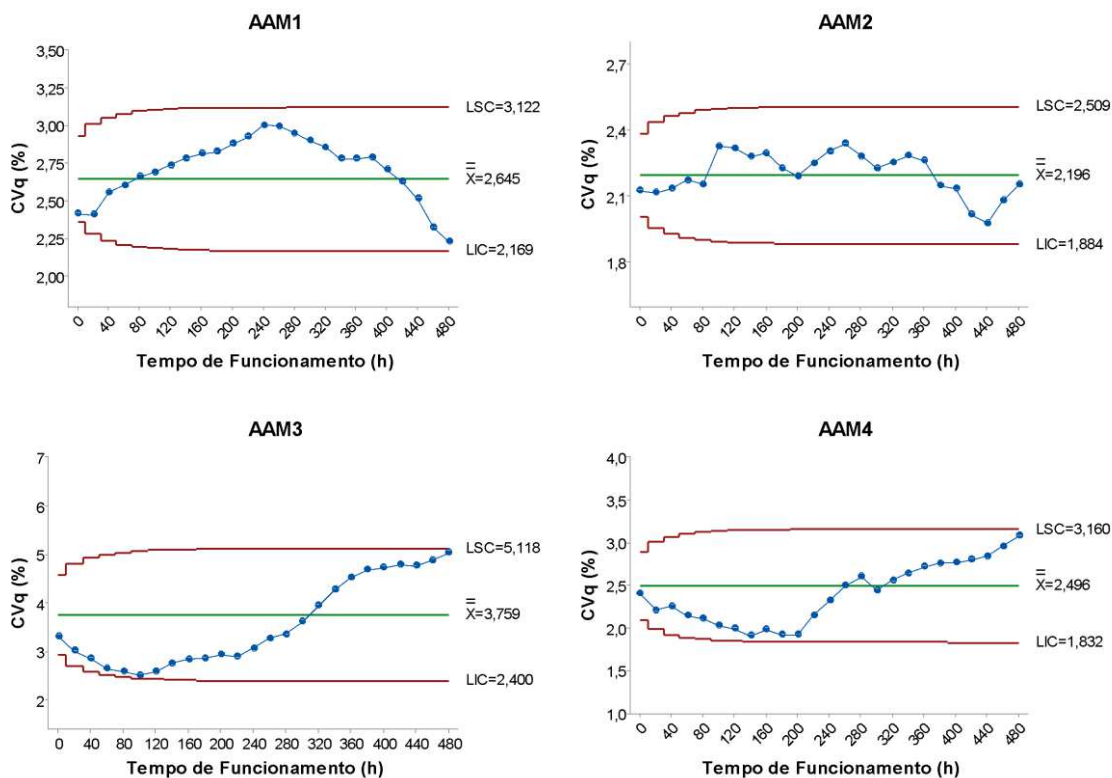 AAM1
3,50
3,25
3,00
2,75
2,50
2,25
2,00
CVq (%)
LSC=3,122
X=2,645
LIC=2,169
0 40 80 120 160 200 240 280 320 360 400 440 480
Tempo de Funcionamento (h)
AAM2
2,7
2,4
2,1
1,8
CVq (%)
LSC=2,509
X=2,196
LIC=1,884
0 40 80 120 160 200 240 280 320 360 400 440 480
Tempo de Funcionamento (h)
AAM3
7
6
5
4
3
2
CVq (%)
LSC=5,118
X=3,759
LIC=2,400
0 40 80 120 160 200 240 280 320 360 400 440 480
Tempo de Funcionamento (h)
AAM4
4,0
3,5
3,0
2,5
2,0
1,5
1,0
CVq (%)
LSC=3,160
X=2,496
LIC=1,832
0 40 80 120 160 200 240 280 320 360 400 440 480
Tempo de Funcionamento (h)